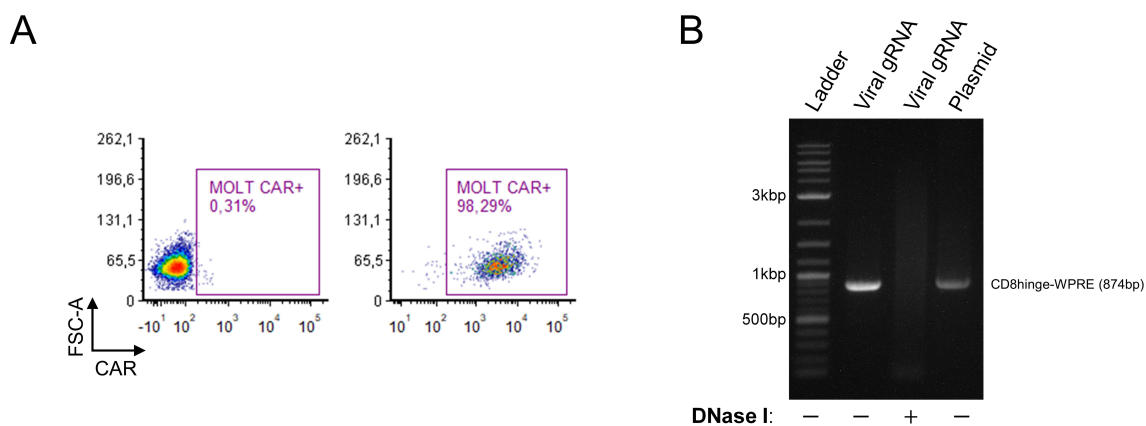 A
262,1
196,6
131,1
65,5
0
MOLT CAR+
0,31%
-10¹ 10² 10³ 10⁴ 10⁵
FSC-A
CAR
262,1
196,6
131,1
65,5
0
MOLT CAR+
98,29%
10¹ 10² 10³ 10⁴ 10⁵
B
Ladder
Viral gRNA
Viral gRNA
Plasmid
3kbp
1kbp
500bp
CD8hinge-WPRE (874bp)
DNase I: − − + −